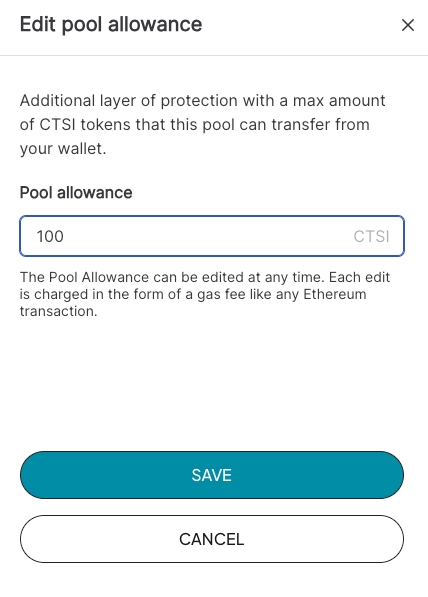 Edit pool allowance
Additional layer of protection with a max amount
of CTSI tokens that this pool can transfer from
your wallet.
Pool allowance
100 CTSI
The Pool Allowance can be edited at any time. Each edit
is charged in the form of a gas fee like any Ethereum
transaction.
SAVE
CANCEL